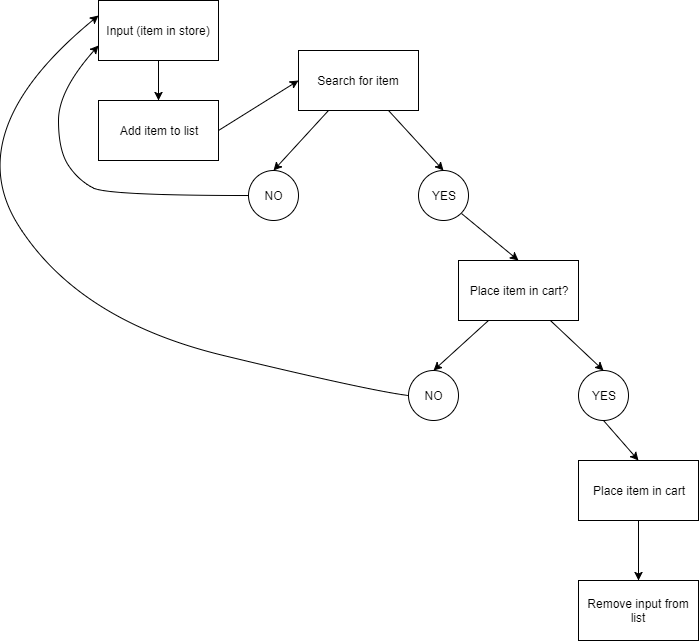 Input (item in store)
Search for item
Add item to list
NO
YES
Place item in cart?
NO
YES
Place item in cart
Remove input from
list